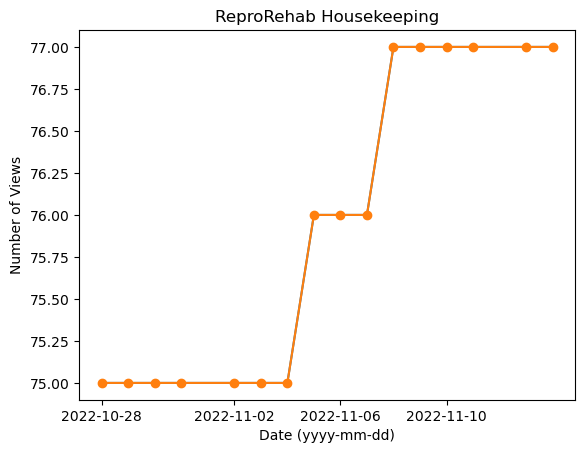 ReproRehab Housekeeping
77.00
76.75
76.50
76.25
76.00
75.75
75.50
75.25
75.00
Number of Views
2022-10-28 2022-11-02 2022-11-06 2022-11-10
Date (yyyy-mm-dd)